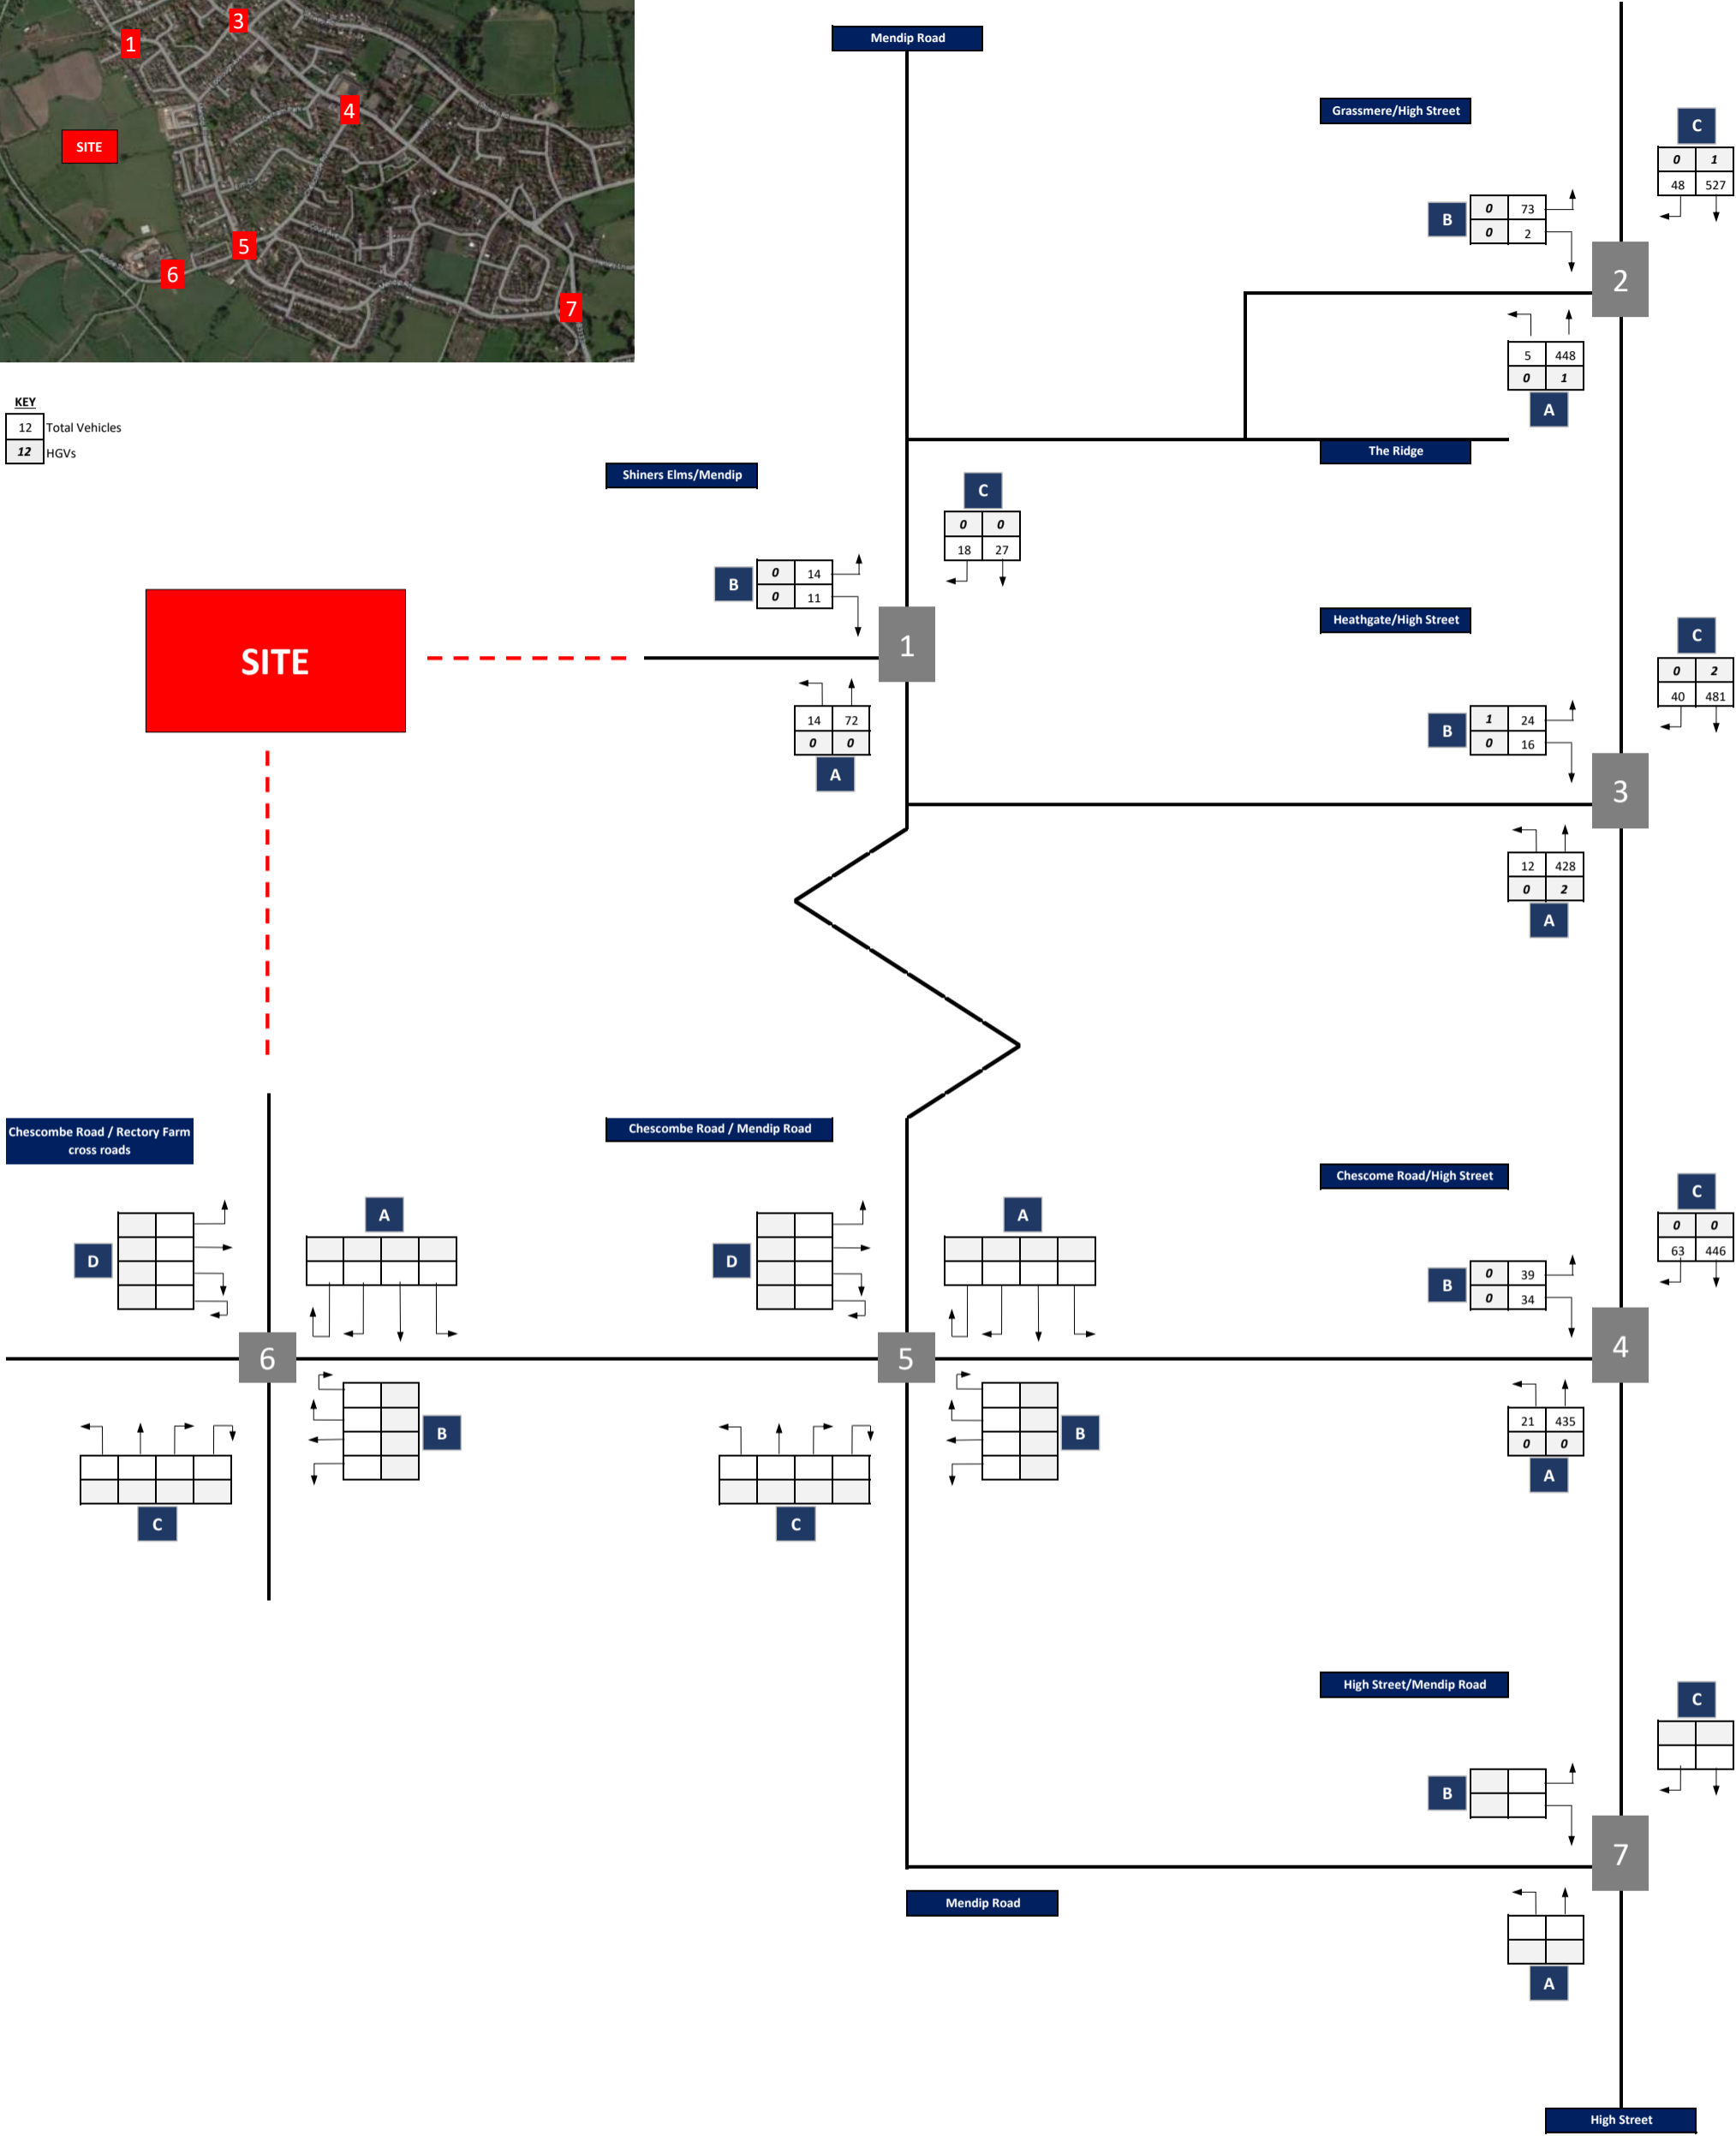 3
1
4
SITE
5
6
7
KEY
12 Total Vehicles
12 HGVs
Mendip Road
Grassmere/High Street
C
0 1
48 527
B
0 73
0 2
2
5 448
0 1
A
The Ridge
Shiners Elms/Mendip
C
0 0
18 27
B
0 14
0 11
1
SITE
14 72
0 0
A
Heathgate/High Street
C
0 2
40 481
B
1 24
0 16
3
12 428
0 2
A
Chescombe Road / Rectory Farm
cross roads
Chescombe Road / Mendip Road
Chescome Road/High Street
C
0 0
63 446
A
D
A
D
B
0 39
0 34
6
5
4
B
C
B
C
21 435
0 0
A
High Street/Mendip Road
C
B
7
Mendip Road
A
High Street